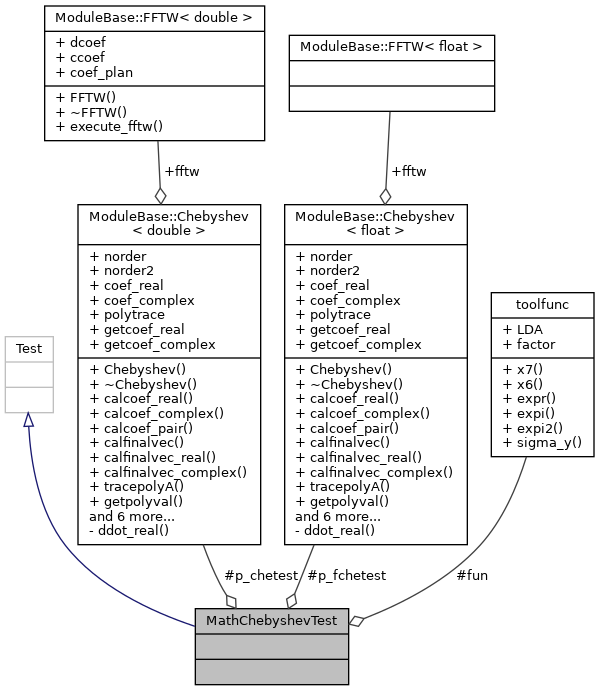 ModuleBase::FFTW< double >
+ dcoef
+ ccoef
+ coef_plan
+ FFTW()
+ ~FFTW()
+ execute_fftw()
ModuleBase::FFTW< float >
+fftw
+fftw
ModuleBase::Chebyshev
< double >
+ norder
+ norder2
+ coef_real
+ coef_complex
+ polytrace
+ getcoef_real
+ getcoef_complex
+ Chebyshev()
+ ~Chebyshev()
+ calcoef_real()
+ calcoef_complex()
+ calcoef_pair()
+ calfinalvec()
+ calfinalvec_real()
+ calfinalvec_complex()
+ tracepolyA()
+ getpolyval()
and 6 more...
- ddot_real()
ModuleBase::Chebyshev
< float >
+ norder
+ norder2
+ coef_real
+ coef_complex
+ polytrace
+ getcoef_real
+ getcoef_complex
+ Chebyshev()
+ ~Chebyshev()
+ calcoef_real()
+ calcoef_complex()
+ calcoef_pair()
+ calfinalvec()
+ calfinalvec_real()
+ calfinalvec_complex()
+ tracepolyA()
+ getpolyval()
and 6 more...
- ddot_real()
toolfunc
+ LDA
+ factor
+ x7()
+ x6()
+ expr()
+ expi()
+ expi2()
+ sigma_y()
Test
#p_chetest
#p_fchetest
#fun
MathChebyshevTest